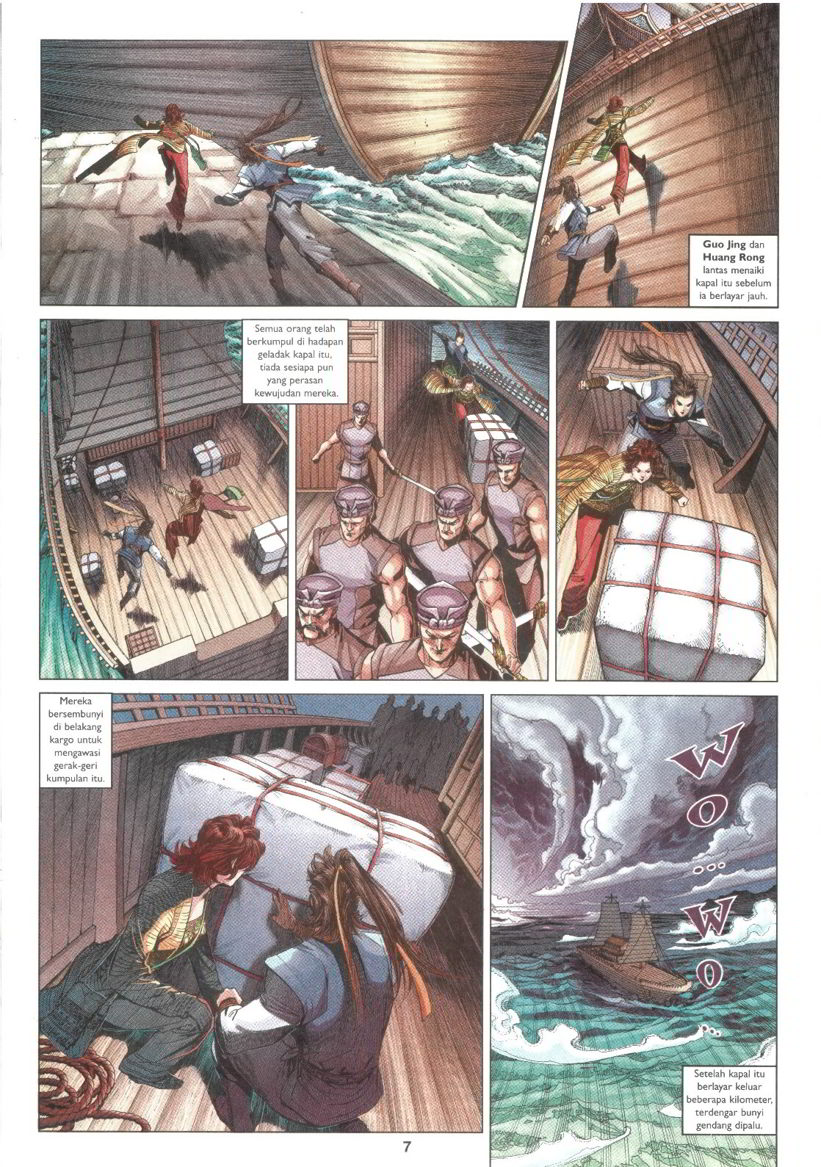 Guo Jing dan
Huang Rong
lantas menaiki
kapal itu sebelum
ia berlayar jauh.
Semua orang telah
berkumpul di hadapan
geladak kapal itu,
tiada sesiapa pun
yang perasan
kewujudan mereka.
Mereka
bersembunyi
di belakang
kargo untuk
mengawasi
gerak-geri
kumpulan itu.
WO...WO...
Setelah kapal itu
berlayar keluar
beberapa kilometer,
terdengar bunyi
gendang dipalu.
7